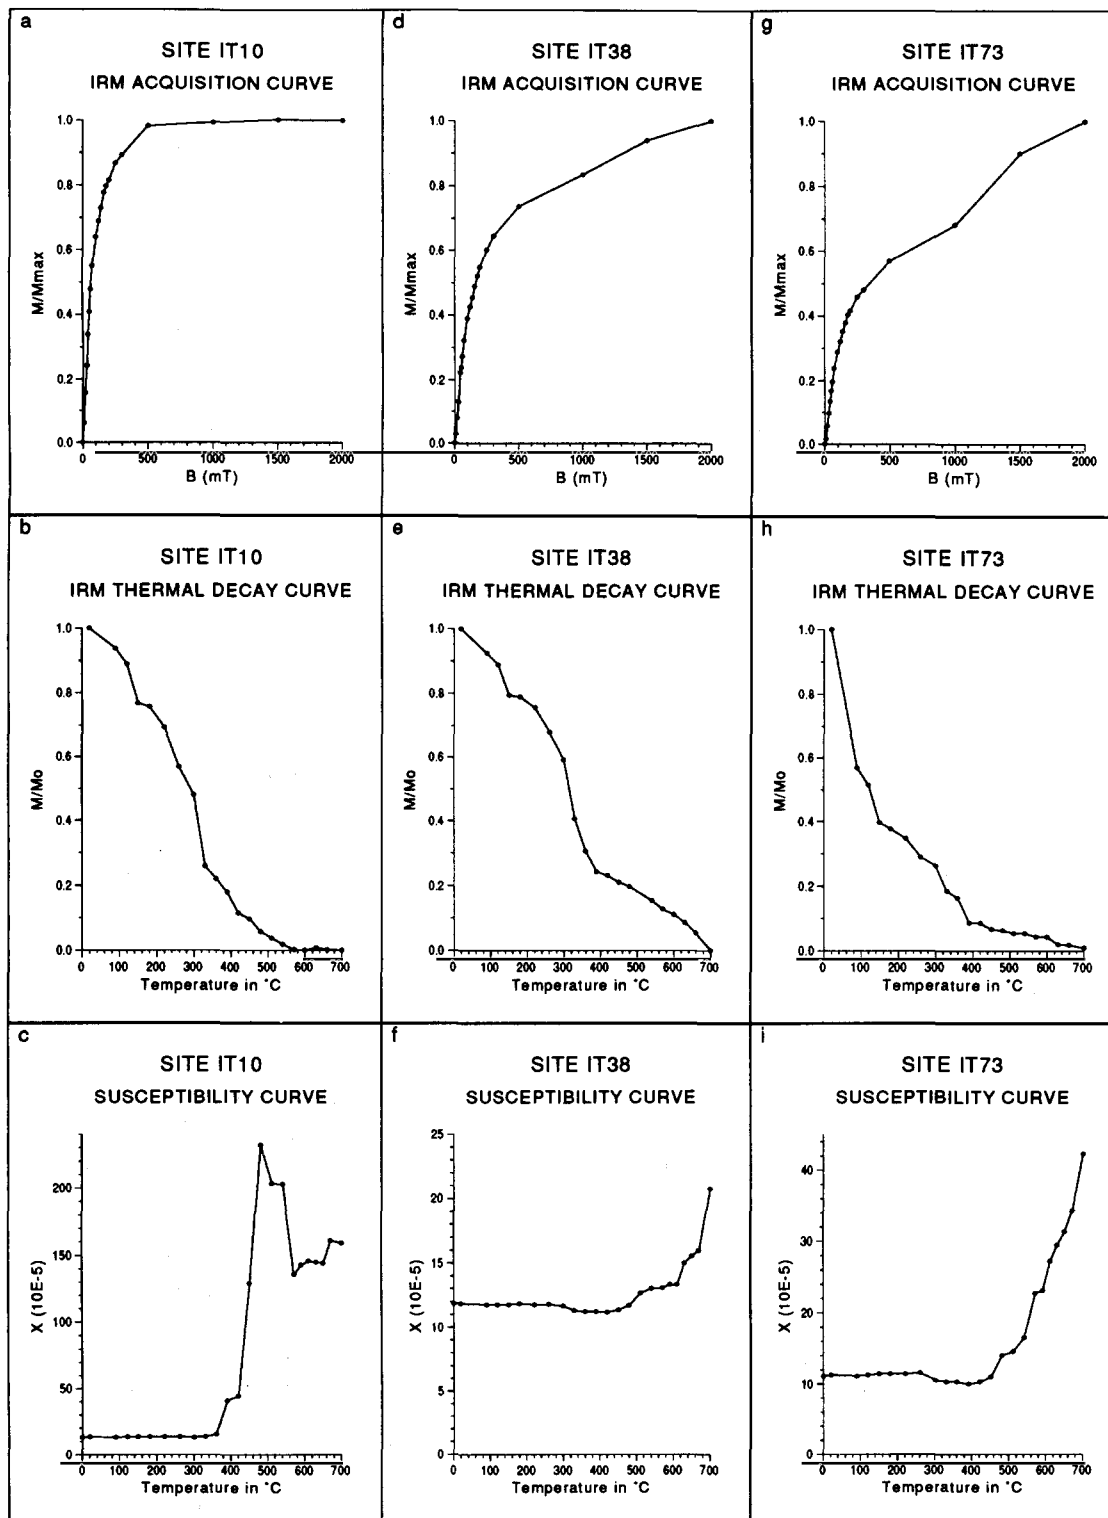 a
SITE IT10
IRM ACQUISITION CURVE
1.0
0.8
0.6
0.4
0.2
0.0
M/Mmax
0 500 1000 1500 2000
B (mT)
d
SITE IT38
IRM ACQUISITION CURVE
1.0
0.8
0.6
0.4
0.2
0.0
M/Mmax
0 500 1000 1500 2000
B (mT)
g
SITE IT73
IRM ACQUISITION CURVE
1.0
0.8
0.6
0.4
0.2
0.0
M/Mmax
0 500 1000 1500 2000
B (mT)
b
SITE IT10
IRM THERMAL DECAY CURVE
1.0
0.8
0.6
0.4
0.2
0.0
M/Mo
0 100 200 300 400 500 600 700
Temperature in °C
e
SITE IT38
IRM THERMAL DECAY CURVE
1.0
0.8
0.6
0.4
0.2
0.0
M/Mo
0 100 200 300 400 500 600 700
Temperature in °C
h
SITE IT73
IRM THERMAL DECAY CURVE
1.0
0.8
0.6
0.4
0.2
0.0
M/Mo
0 100 200 300 400 500 600 700
Temperature in °C
c
SITE IT10
SUSCEPTIBILITY CURVE
200
150
100
50
0
X (10E-5)
0 100 200 300 400 500 600 700
Temperature in °C
f
SITE IT38
SUSCEPTIBILITY CURVE
25
20
15
10
5
0
X (10E-5)
0 100 200 300 400 500 600 700
Temperature in °C
i
SITE IT73
SUSCEPTIBILITY CURVE
40
30
20
10
0
X (10E-5)
0 100 200 300 400 500 600 700
Temperature in °C